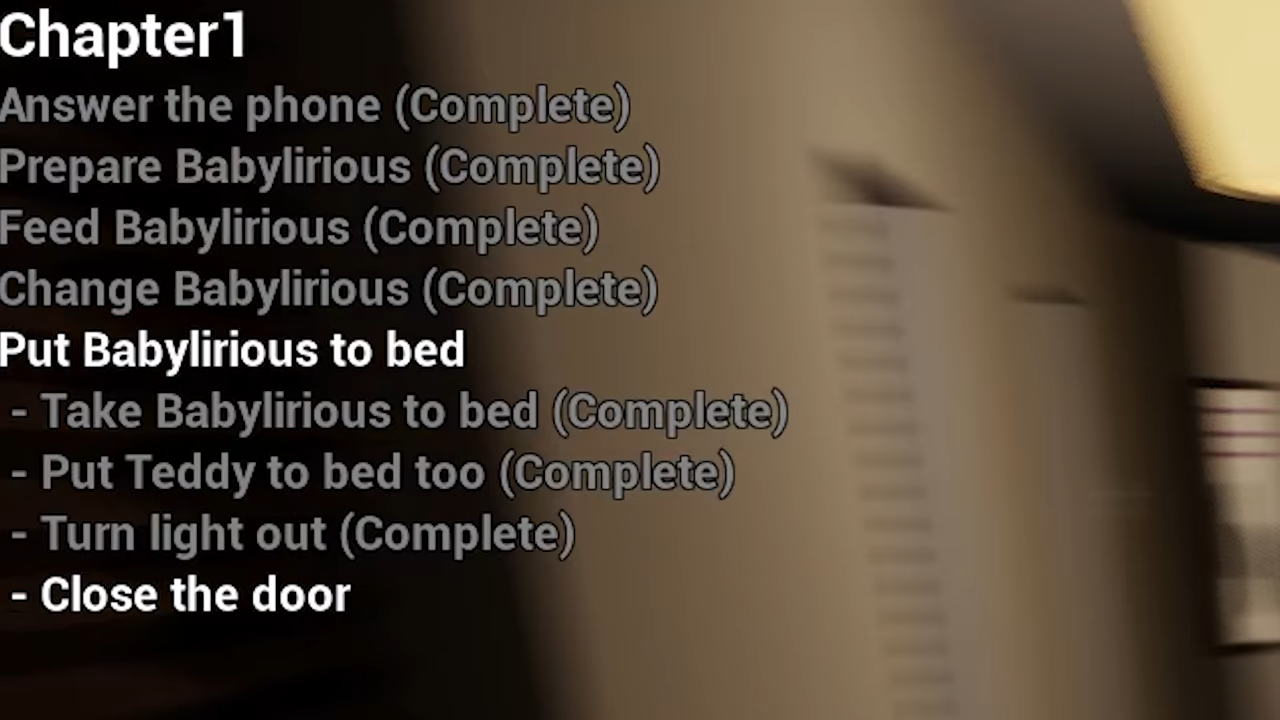 Chapter1
Answer the phone (Complete)
Prepare Babylirious (Complete)
Feed Babylirious (Complete)
Change Babylirious (Complete)
Put Babylirious to bed
- Take Babylirious to bed (Complete)
- Put Teddy to bed too (Complete)
- Turn light out (Complete)
- Close the door